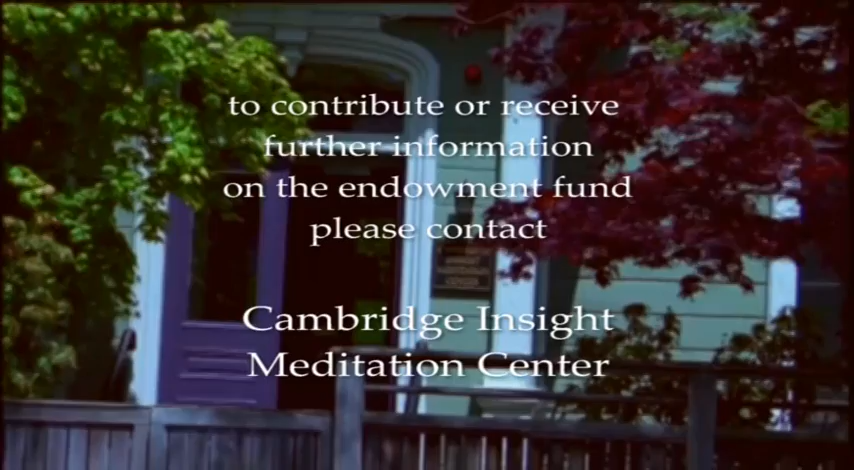 to contribute or receive
further information
on the endowment fund
please contact
Cambridge Insight
Meditation Center